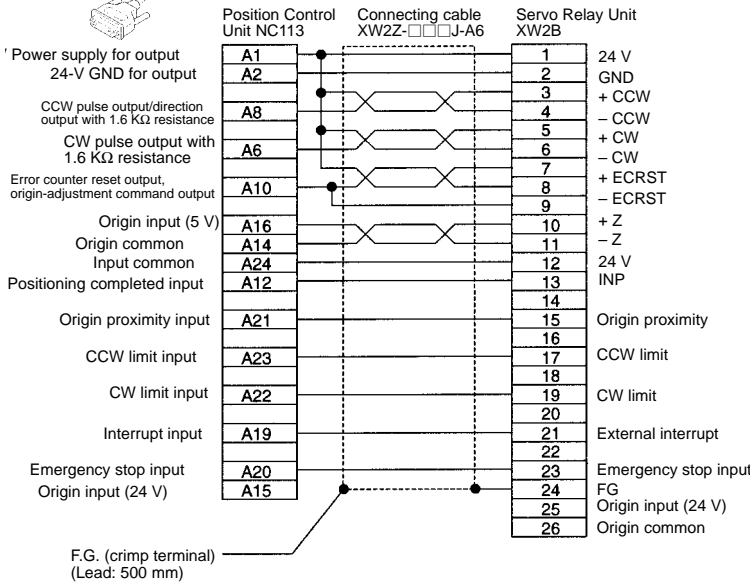 Position Control Unit NC113
Connecting cable XW2Z-□□□J-A6
Servo Relay Unit XW2B
Power supply for output A1 1 24 V
24-V GND for output A2 2 GND
3 + CCW
CCW pulse output/direction output with 1.6 KΩ resistance A8 4 – CCW
5 + CW
CW pulse output with 1.6 KΩ resistance A6 6 – CW
7 + ECRST
Error counter reset output, origin-adjustment command output A10 8 – ECRST
9
Origin input (5 V) A16 10 + Z
Origin common A14 11 – Z
Input common A24 12 24 V
Positioning completed input A12 13 INP
14
Origin proximity input A21 15 Origin proximity
16
CCW limit input A23 17 CCW limit
18
CW limit input A22 19 CW limit
20
Interrupt input A19 21 External interrupt
22
Emergency stop input A20 23 Emergency stop input
Origin input (24 V) A15 24 FG
25 Origin input (24 V)
26 Origin common
F.G. (crimp terminal)
(Lead: 500 mm)